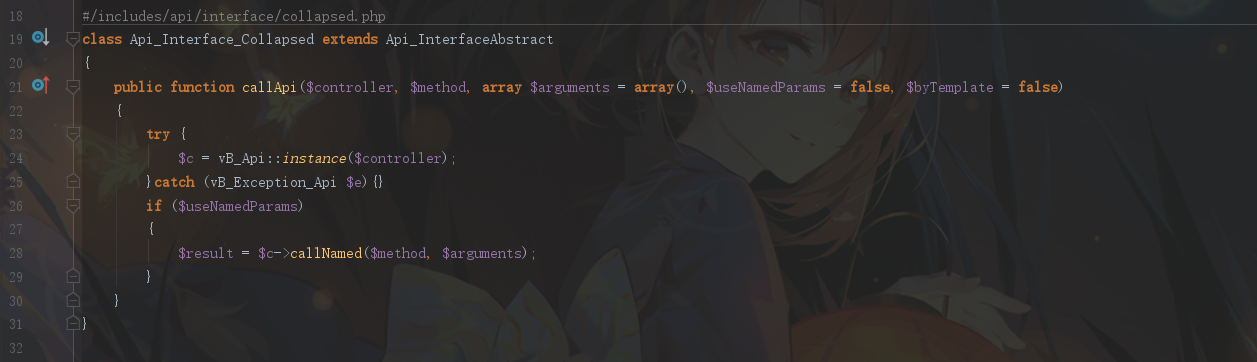 18 #/includes/api/interface/collapsed.php
19 class Api_Interface_Collapsed extends Api_InterfaceAbstract
20 {
21 public function callApi($controller, $method, array $arguments = array(), $useNamedParams = false, $byTemplate = false)
22 {
23 try {
24 $c = vB_Api::instance($controller);
25 }catch (vB_Exception_Api $e){}
26 if ($useNamedParams)
27 {
28 $result = $c->callNamed($method, $arguments);
29 }
30 }
31 }
32